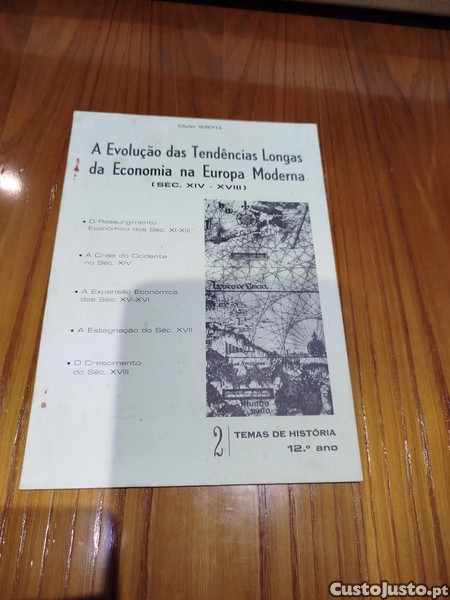 Edições SEBENTA
A Evolução das Tendências Longas
da Economia na Europa Moderna
(SÉC. XIV - XVIII)
• O Ressurgimento
Económico dos Séc. XI-XIII
• A Crise do Ocidente
no Séc. XIV
• A Expansão Económica
dos Séc. XV-XVI
• A Estagnação do Séc. XVII
• O Crescimento
do Séc. XVIII
Mundu
2
TEMAS DE HISTÓRIA
12.º ano
CustoJusto.pt